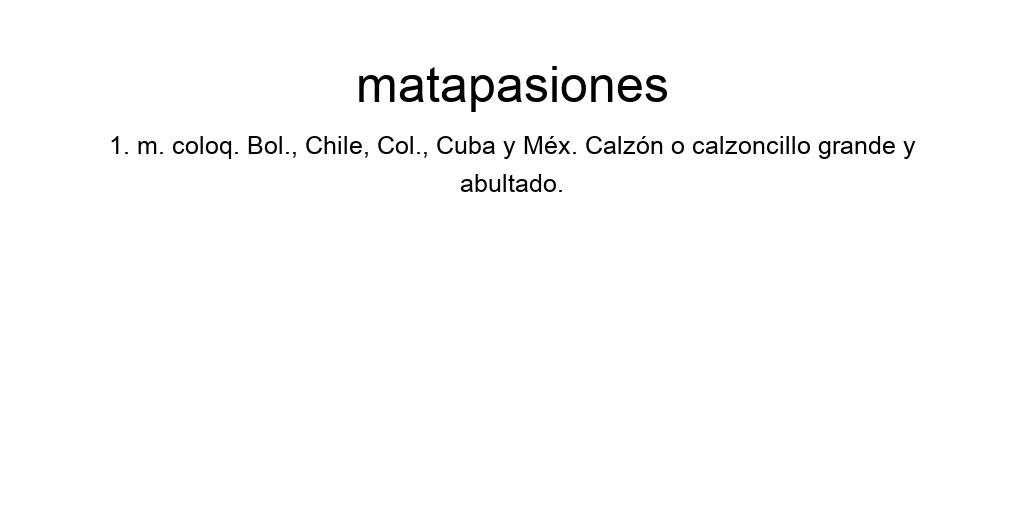 matapasiones
1. m. coloq. Bol., Chile, Col., Cuba y Méx. Calzón o calzoncillo grande y
abultado.